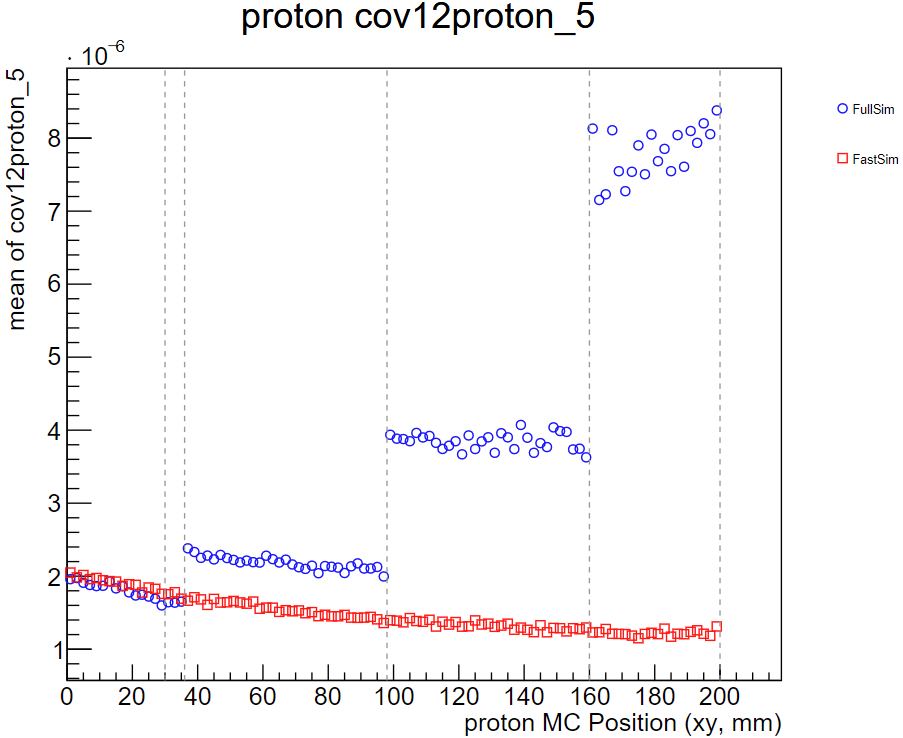 proton cov12proton_5
· 10⁻⁶
mean of cov12proton_5
8
7
6
5
4
3
2
1
0 20 40 60 80 100 120 140 160 180 200
proton MC Position (xy, mm)
FullSim
FastSim